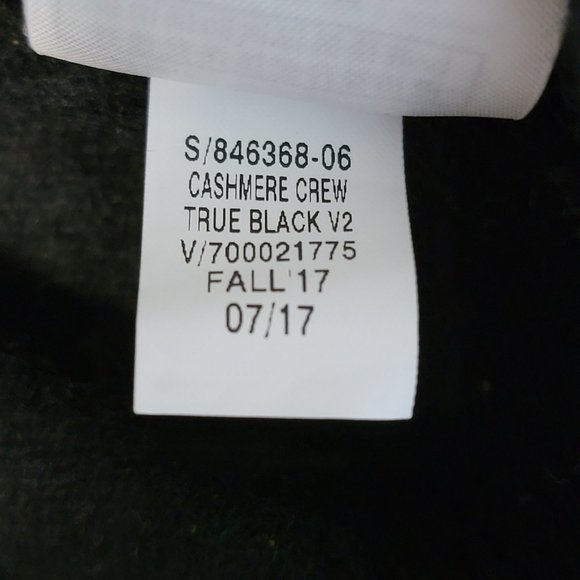 S/846368-06
CASHMERE CREW
TRUE BLACK V2
V/700021775
FALL'17
07/17